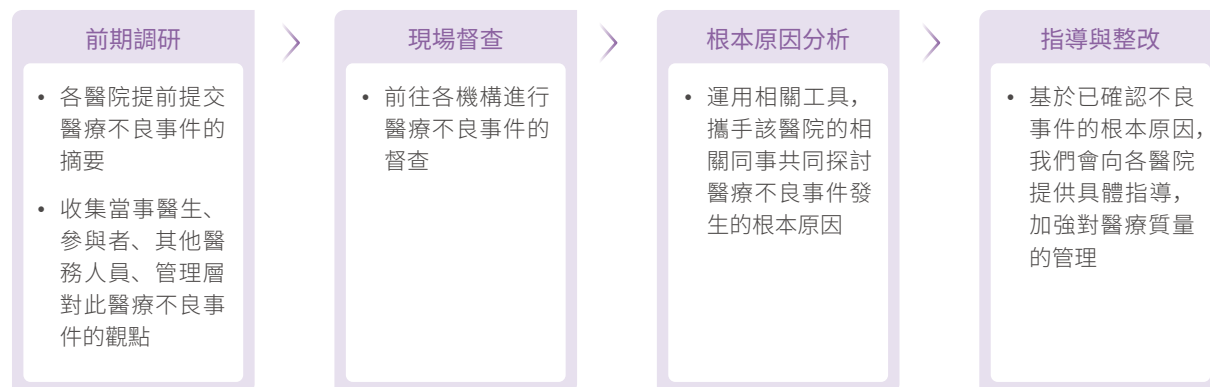 前期調研
• 各醫院提前提交
醫療不良事件的
摘要
• 收集當事醫生、
參與者、其他醫
務人員、管理層
對此醫療不良事
件的觀點
現場督查
• 前往各機構進行
醫療不良事件的
督查
根本原因分析
• 運用相關工具，
攜手該醫院的相
關同事共同探討
醫療不良事件發
生的根本原因
指導與整改
• 基於已確認不良
事件的根本原因，
我們會向各醫院
提供具體指導，
加強對醫療質量
的管理